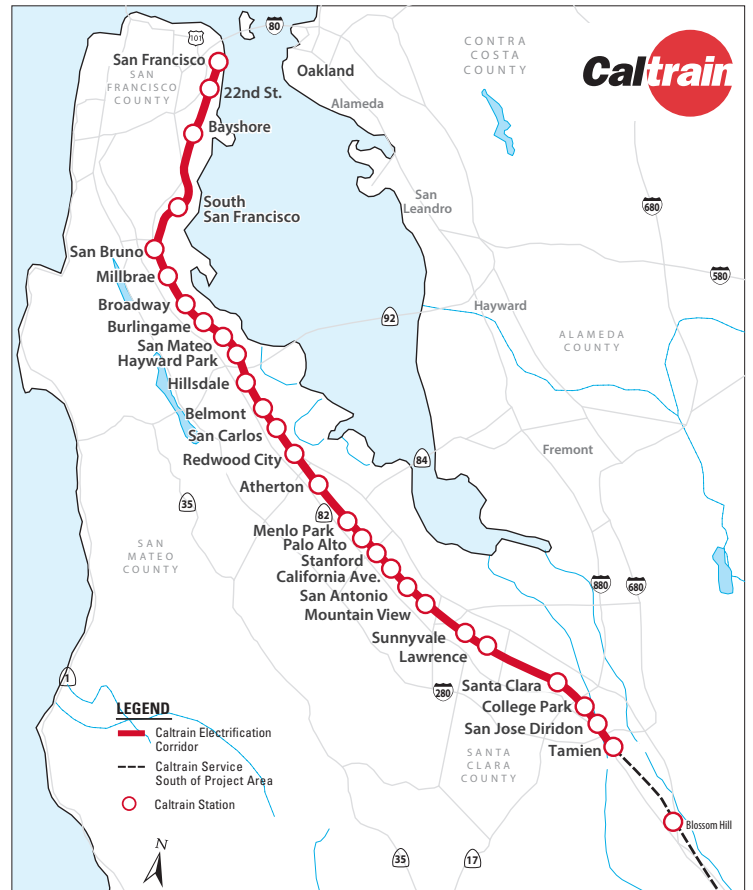 101
80
San Francisco
SAN
FRANCISCO
COUNTY
Oakland
CONTRA
COSTA
COUNTY
Caltrain
22nd St.
Alameda
Bayshore
San
Leandro
680
South
San Francisco
San Bruno
Millbrae
580
Broadway
Hayward
92
Burlingame
ALAMEDA
COUNTY
San Mateo
Hayward Park
Hillsdale
Belmont
San Carlos
Redwood City
Fremont
84
Atherton
35
82
Menlo Park
Palo Alto
SAN
MATEO
COUNTY
Stanford
California Ave.
880
680
San Antonio
Mountain View
Sunnyvale
Lawrence
1
280
Santa Clara
College Park
San Jose Diridon
Tamien
SANTA
CLARA
COUNTY
LEGEND
Caltrain Electrification
Corridor
Caltrain Service
South of Project Area
Caltrain Station
Blossom Hill
N
35
17